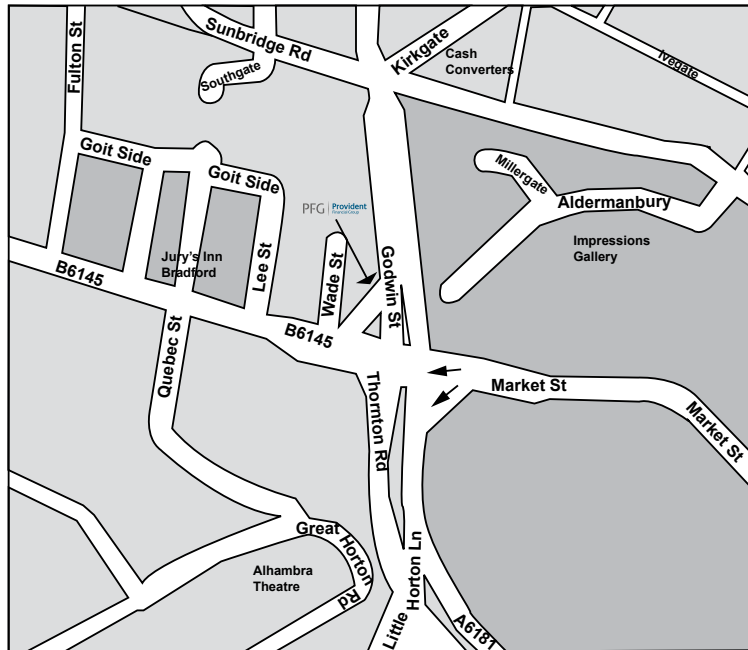 Fulton St
Sunbridge Rd
Southgate
Kirkgate
Cash
Converters
Ivegate
Goit Side
Goit Side
Millergate
Aldermanbury
PFG Provident
Financial Group
Impressions
Gallery
Jury's Inn
Bradford
Lee St
Wade St
Godwin St
B6145
B6145
Quebec St
Thornton Rd
Market St
Market St
Great Horton Rd
Alhambra
Theatre
Little Horton Ln
A6181